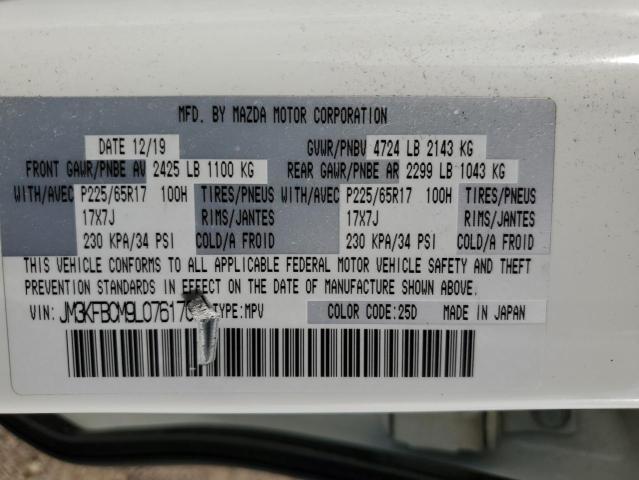 MFD. BY MAZDA MOTOR CORPORATION
DATE 12/19 GVWR/PNBV 4724 LB 2143 KG
FRONT GAWR/PNBE AV 2425 LB 1100 KG REAR GAWR/PNBE AR 2299 LB 1043 KG
WITH/AVEC P225/65R17 100H TIRES/PNEUS WITH/AVEC P225/65R17 100H TIRES/PNEUS
17X7J RIMS/JANTES 17X7J RIMS/JANTES
230 KPA/34 PSI COLD/A FROID 230 KPA/34 PSI COLD/A FROID
THIS VEHICLE CONFORMS TO ALL APPLICABLE FEDERAL MOTOR VEHICLE SAFETY AND THEFT
PREVENTION STANDARDS IN EFFECT ON THE DATE OF MANUFACTURE SHOWN ABOVE.
VIN: TYPE:MPV COLOR CODE:25D MADE IN JAPAN